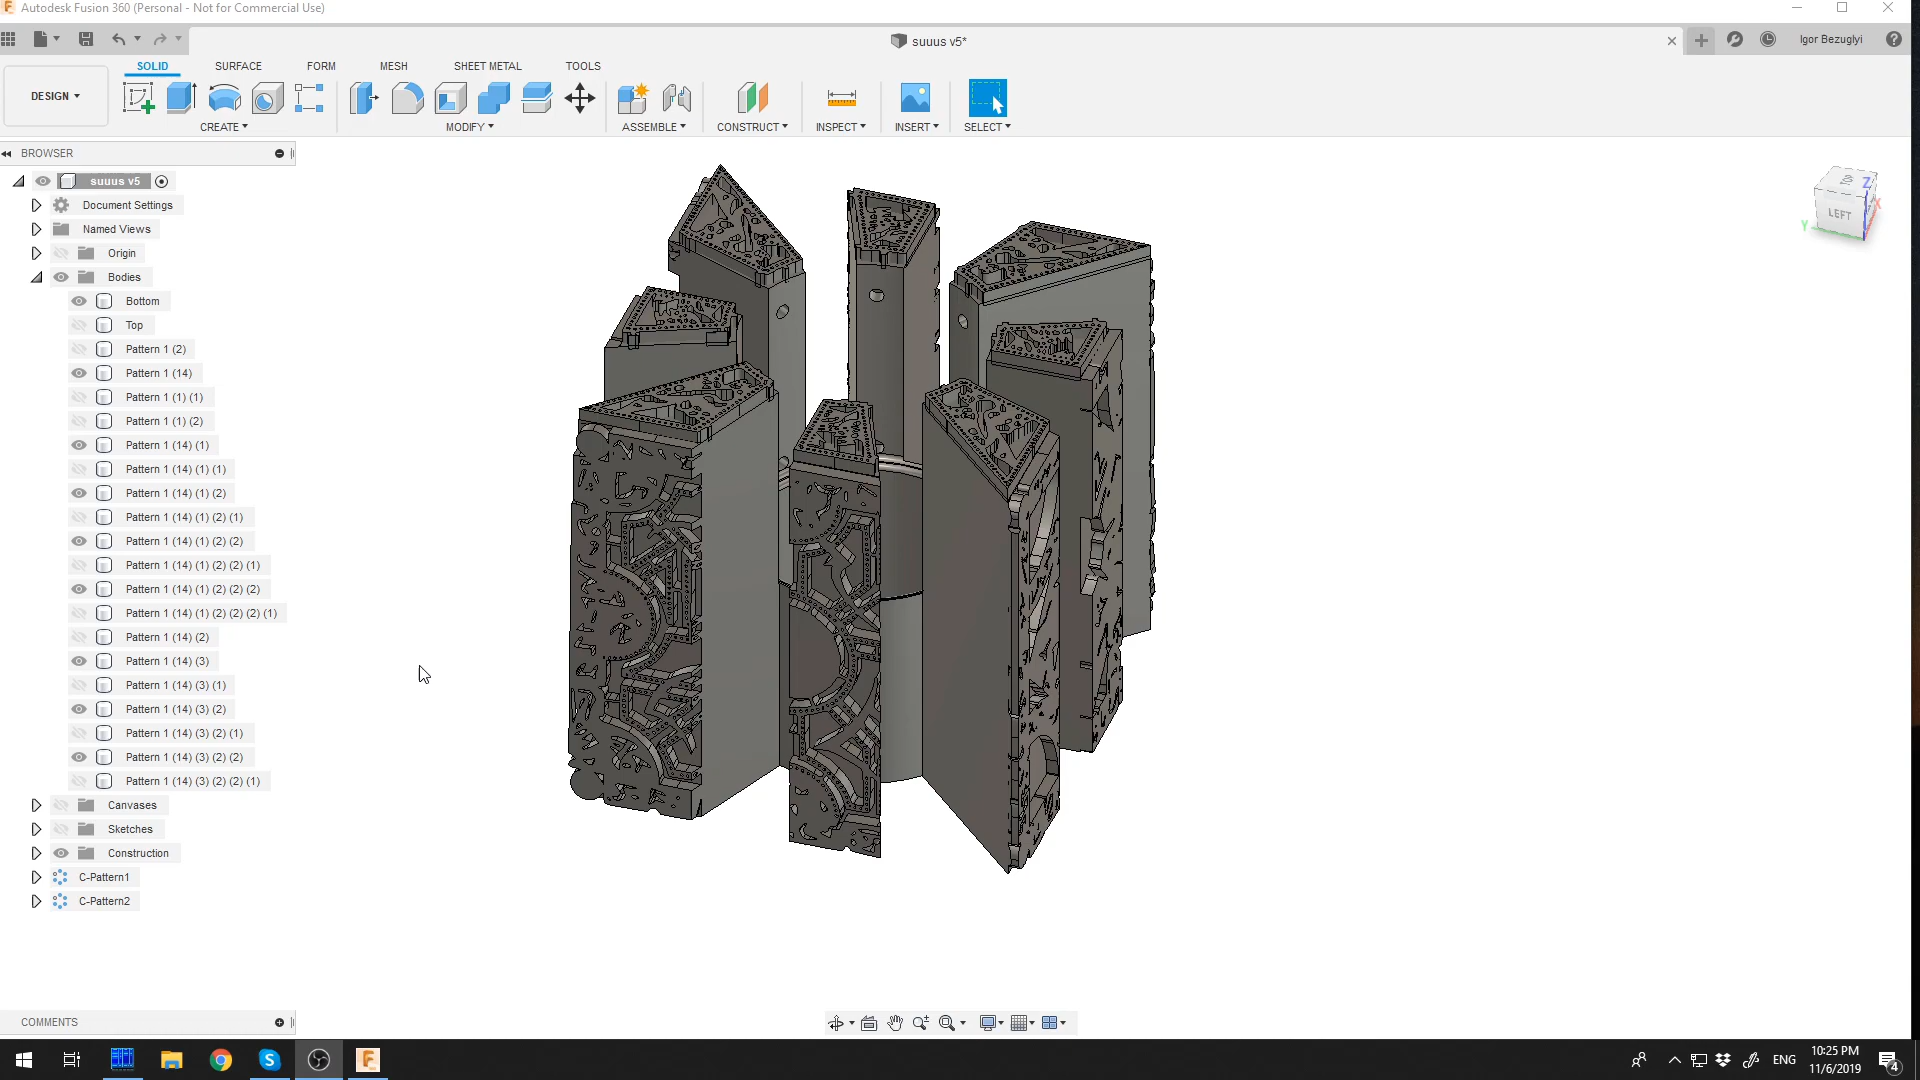 Autodesk Fusion 360 (Personal - Not for Commercial Use)
suuus v5*
Igor Bezuglyi
SOLID SURFACE FORM MESH SHEET METAL TOOLS
DESIGN
CREATE MODIFY ASSEMBLE CONSTRUCT INSPECT INSERT SELECT
BROWSER
suuus v5
Document Settings
Named Views
Origin
Bodies
Bottom
Top
Pattern 1 (2)
Pattern 1 (14)
Pattern 1 (1) (1)
Pattern 1 (1) (2)
Pattern 1 (14) (1)
Pattern 1 (14) (1) (1)
Pattern 1 (14) (1) (2)
Pattern 1 (14) (1) (2) (1)
Pattern 1 (14) (1) (2) (2)
Pattern 1 (14) (1) (2) (2) (1)
Pattern 1 (14) (1) (2) (2) (2)
Pattern 1 (14) (1) (2) (2) (2) (1)
Pattern 1 (14) (2)
Pattern 1 (14) (3)
Pattern 1 (14) (3) (1)
Pattern 1 (14) (3) (2)
Pattern 1 (14) (3) (2) (1)
Pattern 1 (14) (3) (2) (2)
Pattern 1 (14) (3) (2) (2) (1)
Canvases
Sketches
Construction
C-Pattern1
C-Pattern2
TOP
LEFT
Z
X
Y
COMMENTS
ENG
10:25 PM
11/6/2019
4